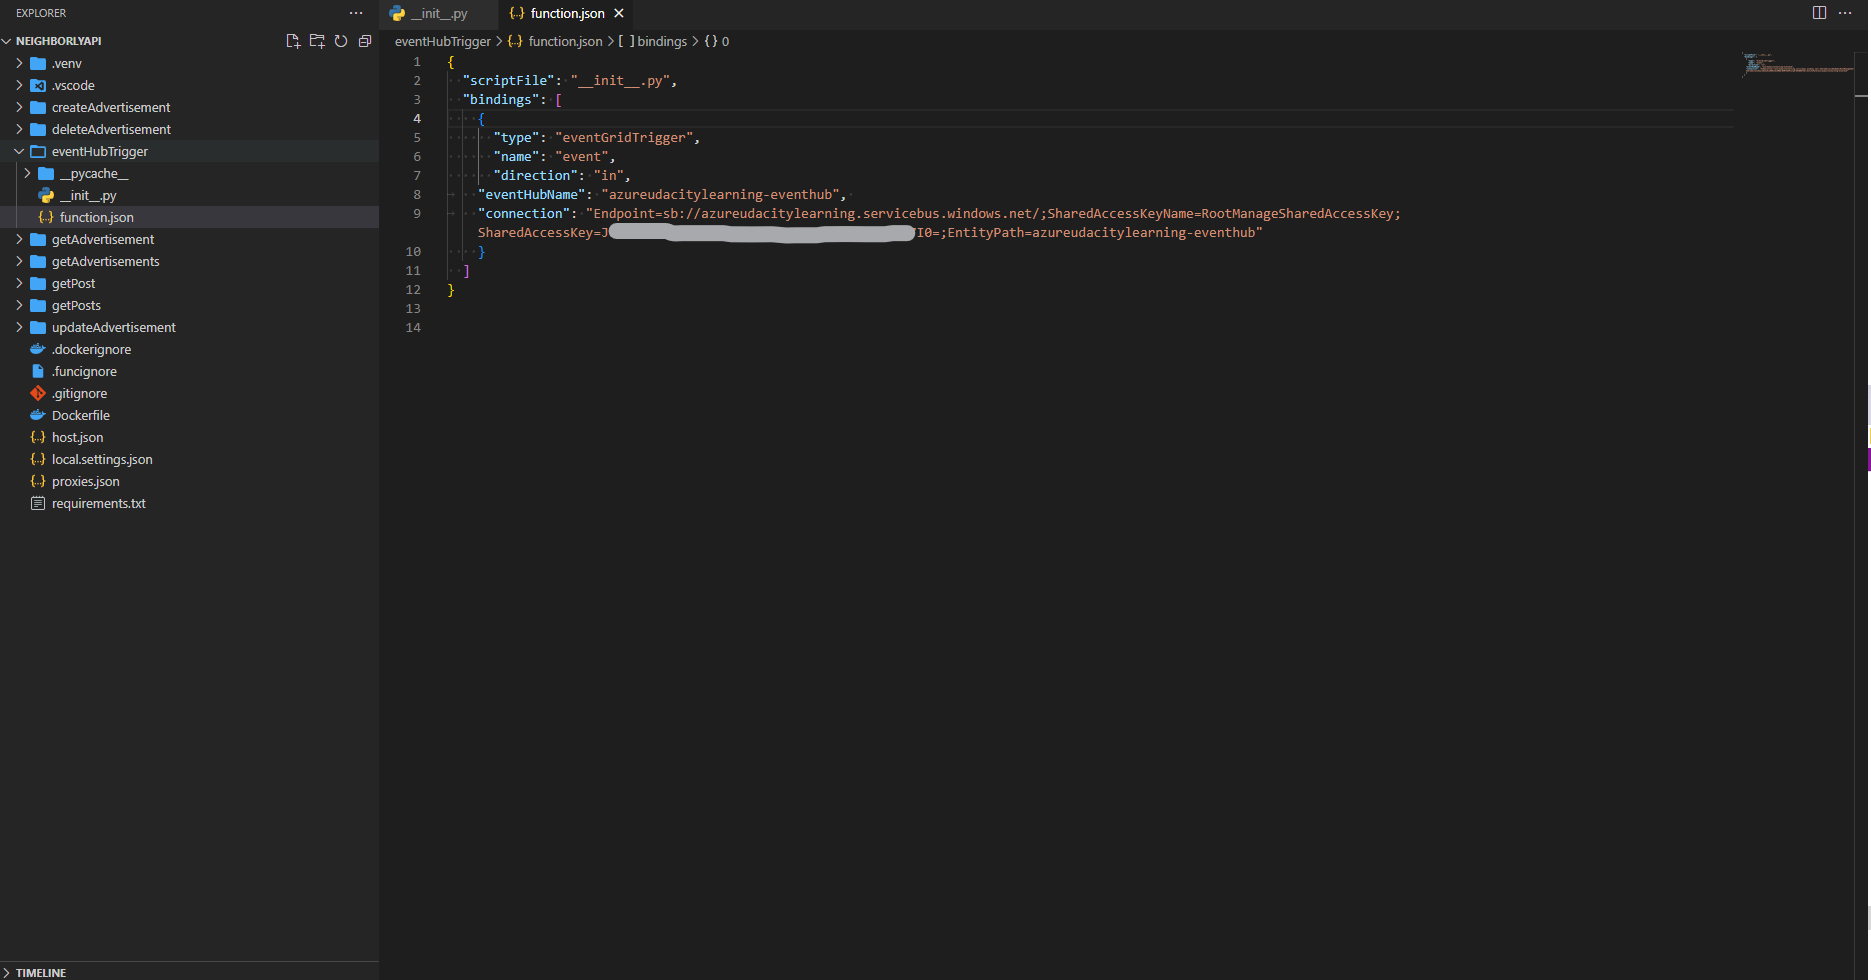 EXPLORER
NEIGHBORLYAPI
.venv
.vscode
createAdvertisement
deleteAdvertisement
eventHubTrigger
__pycache__
__init__.py
function.json
getAdvertisement
getAdvertisements
getPost
getPosts
updateAdvertisement
.dockerignore
.funcignore
.gitignore
Dockerfile
host.json
local.settings.json
proxies.json
requirements.txt
TIMELINE
__init__.py
function.json
eventHubTrigger > {..} function.json > [ ] bindings > {} 0
1 {
2 "scriptFile": "__init__.py",
3 "bindings": [
4 {
5 "type": "eventGridTrigger",
6 "name": "event",
7 "direction": "in",
8 "eventHubName": "azureudacitylearning-eventhub",
9 "connection": "Endpoint=sb://azureudacitylearning.servicebus.windows.net/;SharedAccessKeyName=RootManageSharedAccessKey;
SharedAccessKey=J I0=;EntityPath=azureudacitylearning-eventhub"
10 }
11 ]
12 }
13
14